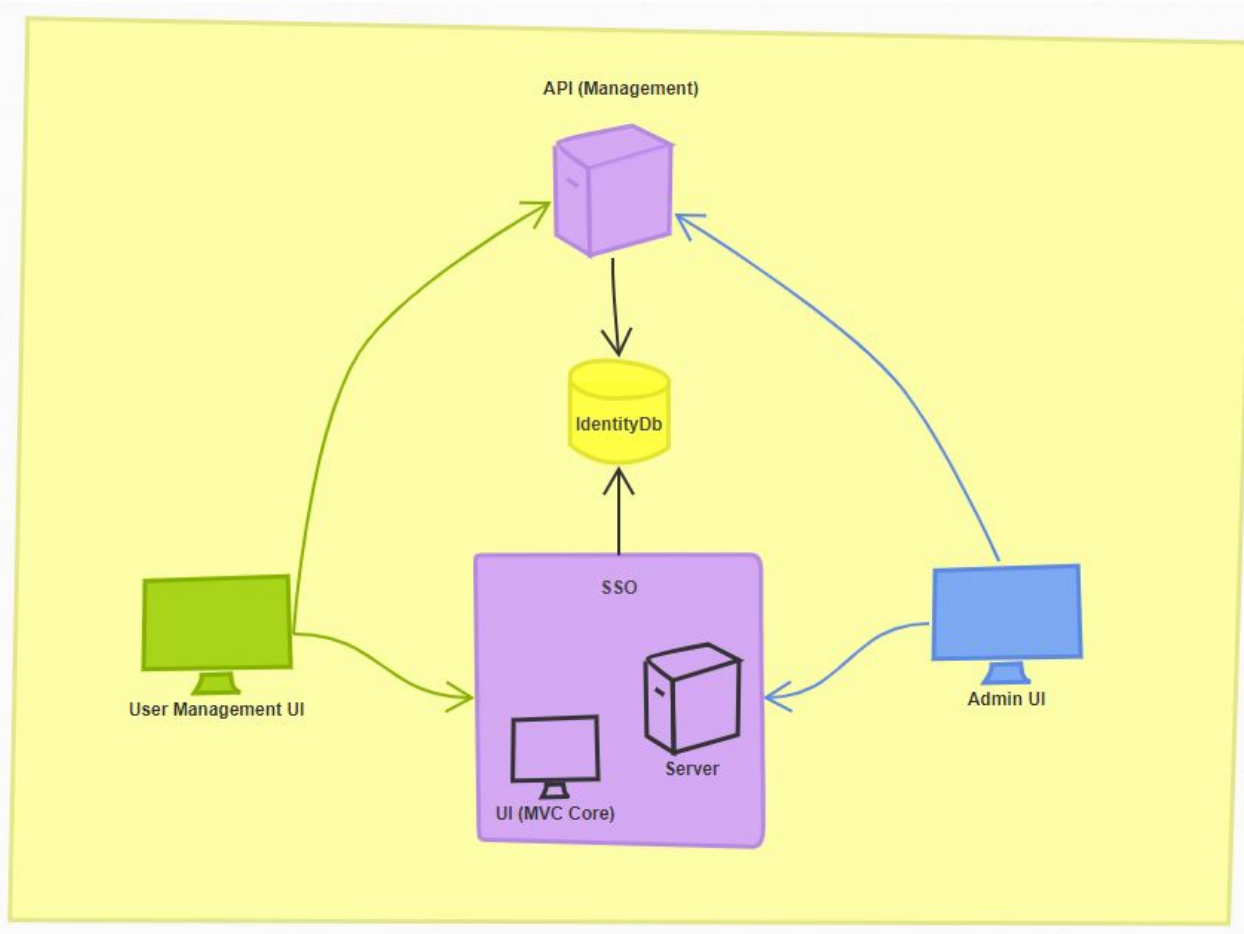 API (Management)
IdentityDb
SSO
User Management UI
Admin UI
Server
UI (MVC Core)